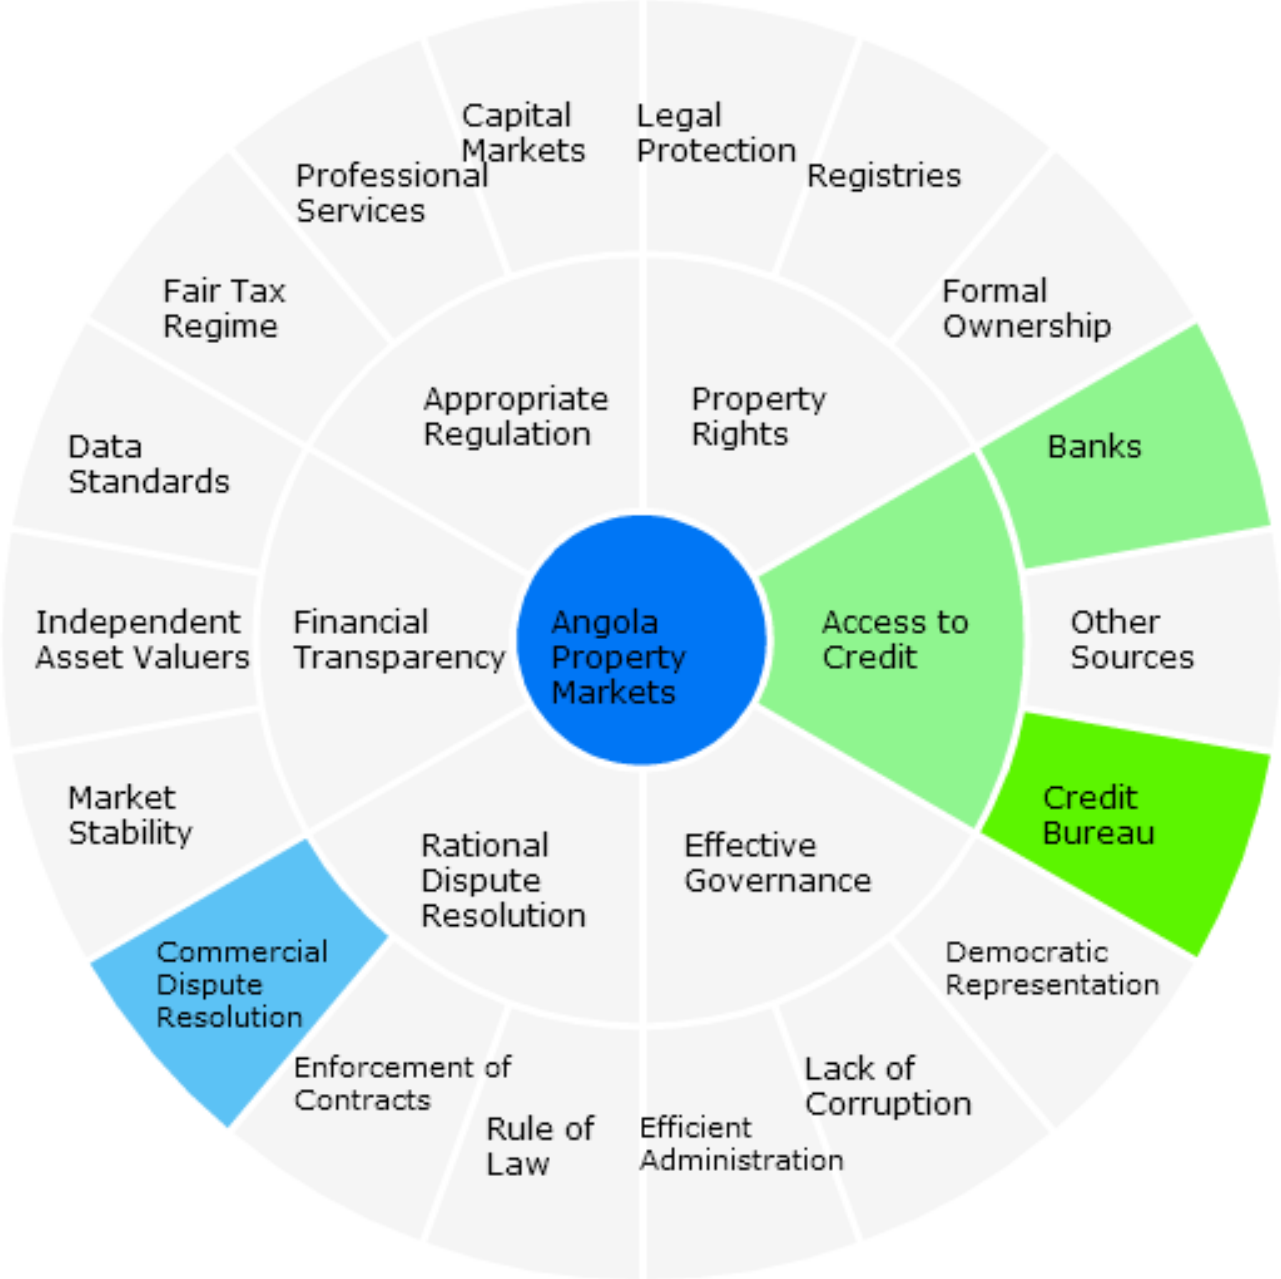 Capital
Markets
Legal
Protection
Professional
Services
Registries
Fair Tax
Regime
Formal
Ownership
Appropriate
Regulation
Property
Rights
Data
Standards
Banks
Independent
Asset Valuers
Financial
Transparency
Angola
Property
Markets
Access to
Credit
Other
Sources
Market
Stability
Credit
Bureau
Rational
Dispute
Resolution
Effective
Governance
Commercial
Dispute
Resolution
Democratic
Representation
Enforcement of
Contracts
Lack of
Corruption
Rule of
Law
Efficient
Administration